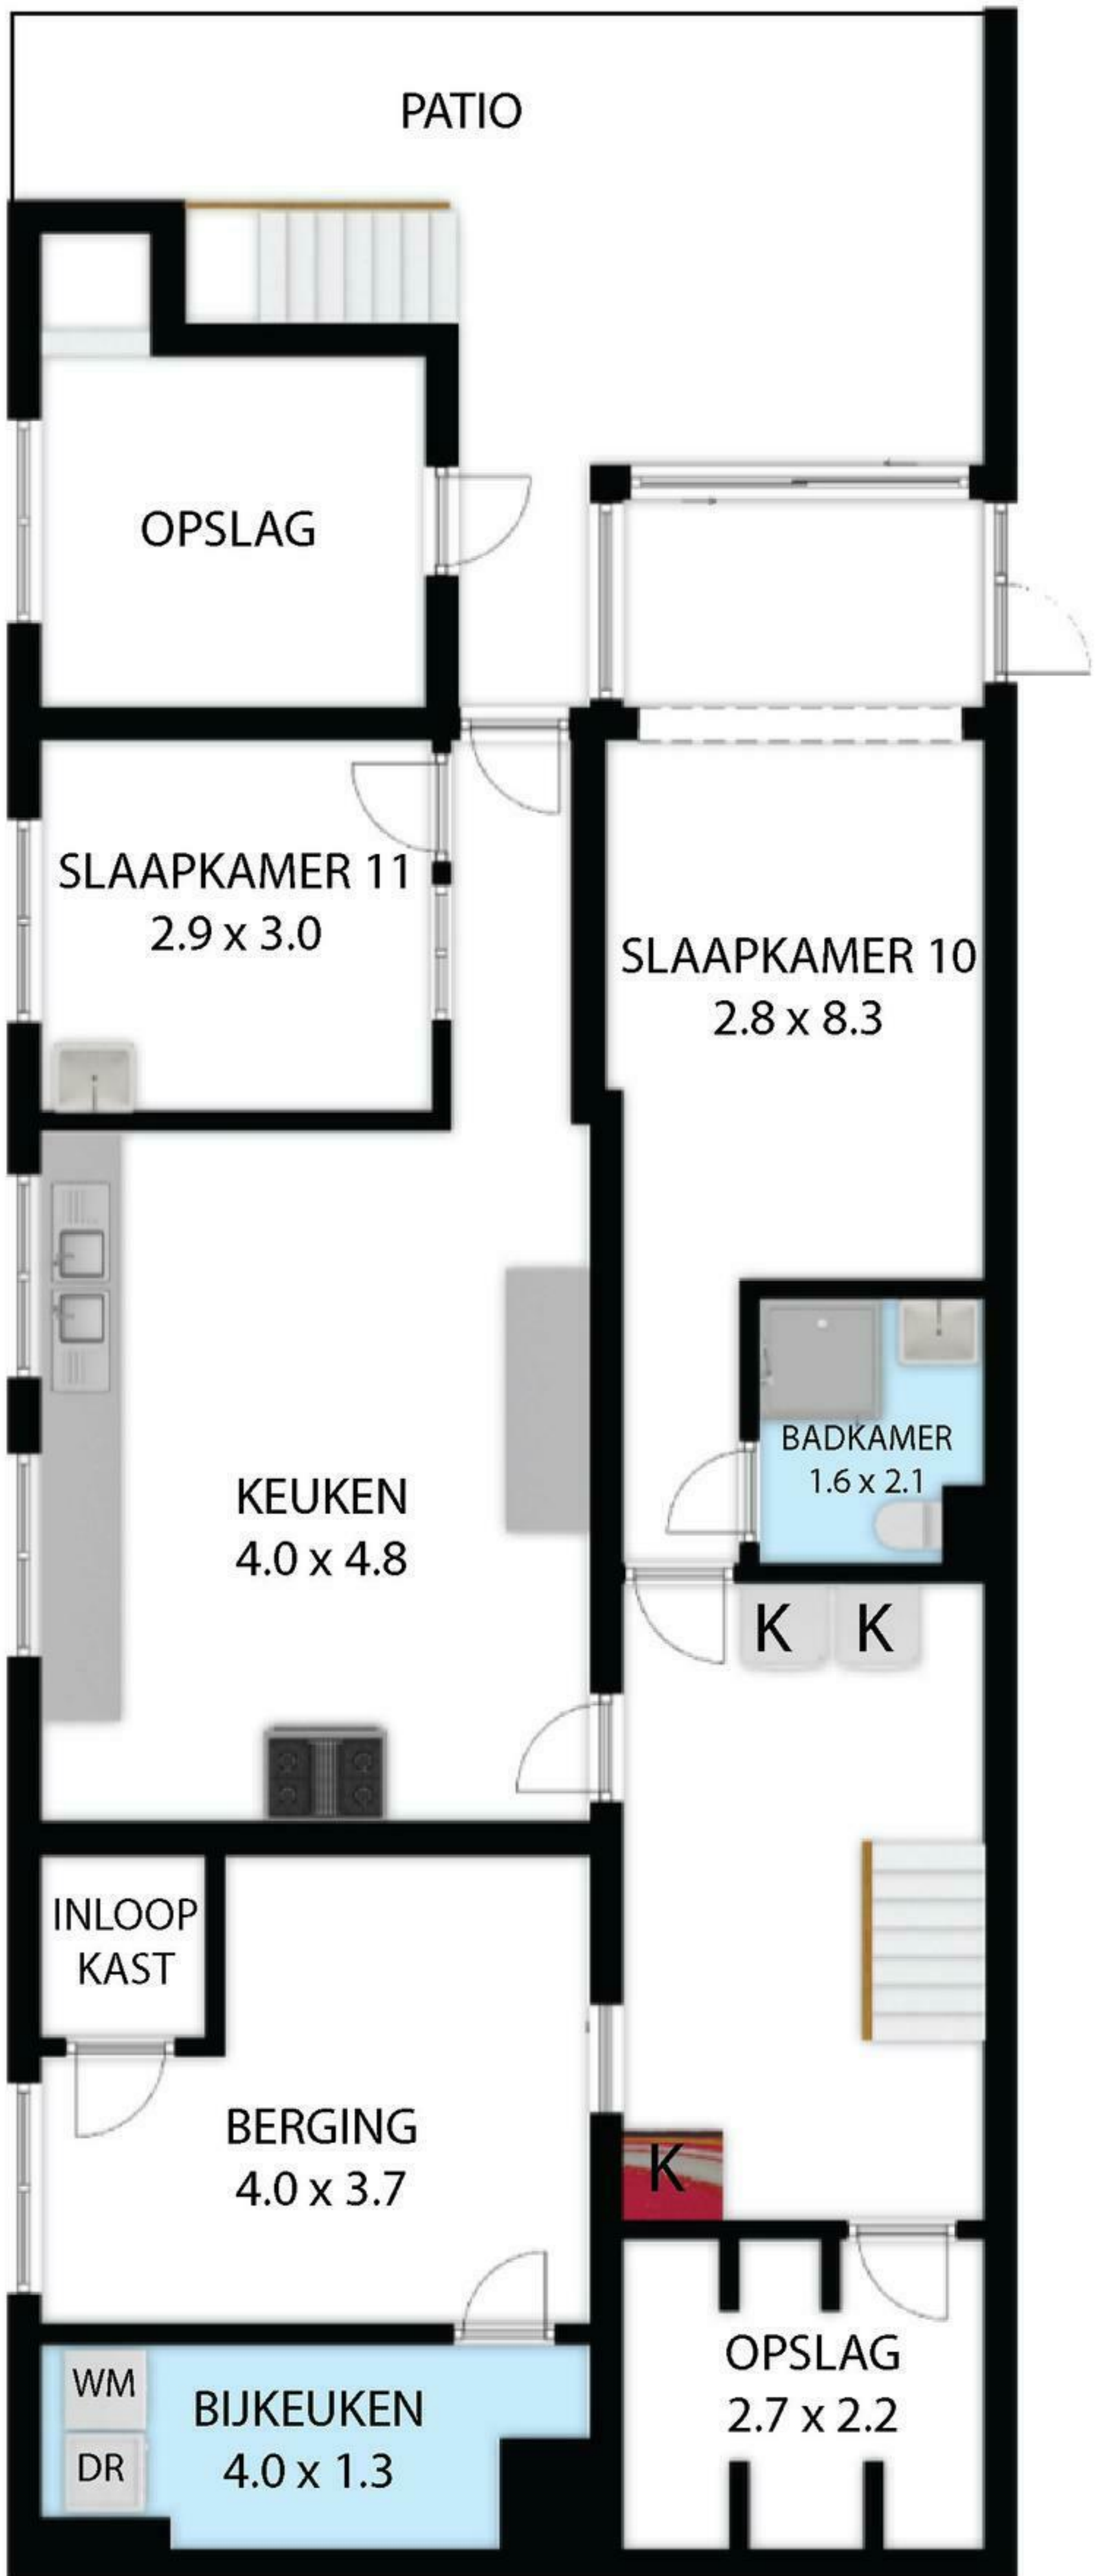 PATIO
OPSLAG
SLAAPKAMER 11
2.9 x 3.0
SLAAPKAMER 10
2.8 x 8.3
BADKAMER
1.6 x 2.1
KEUKEN
4.0 x 4.8
K
K
INLOOP
KAST
BERGING
4.0 x 3.7
K
OPSLAG
2.7 x 2.2
WM
DR
BIJKEUKEN
4.0 x 1.3